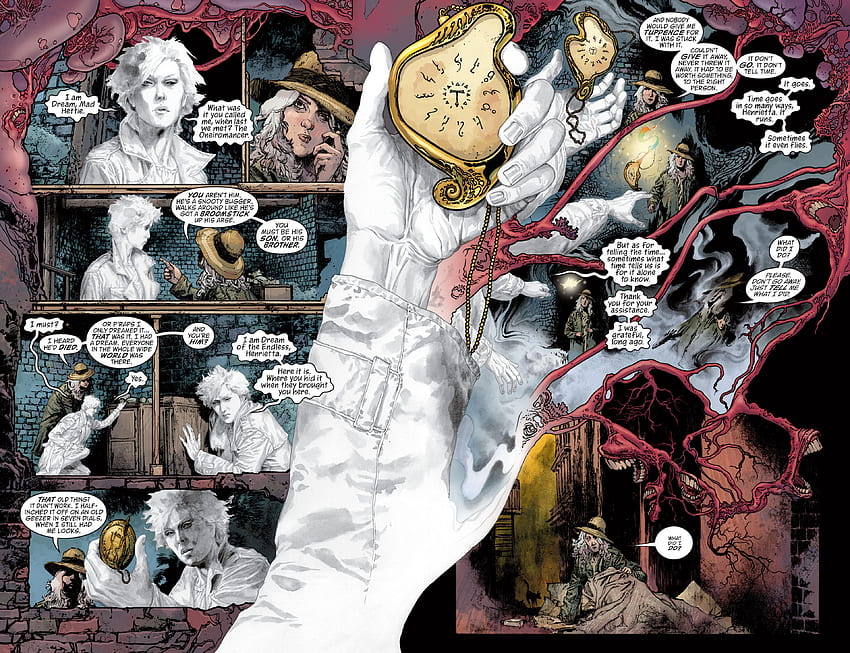 I am
Dream, Mad
Hettie.
What was
it you called
me, when last
we met? The
Oneiromancer.
YOU AREN'T HIM.
HE'S A SNOOTY BUGGER,
WALKS AROUND LIKE HE'S
GOT A BROOMSTICK
UP HIS ARSE.
YOU
MUST BE HIS
SON. OR HIS
BROTHER.
I must?
I HEARD
HE'D DIED.
Yes.
OR P'RAPS I
ONLY DREAMED IT...
THAT WAS IT. I HAD
A DREAM. EVERYONE
IN THE WHOLE WIDE
WORLD WAS
THERE.
AND
YOU'RE
HIM?
I am Dream
of the Endless,
Henrietta.
Here it is.
Where you hid it
when they brought
you here.
THAT OLD THING?
IT DUN'T WORK. I HALF-
INCHED IT OFF ON AN OLD
GEEZER IN SEVEN DIALS,
WHEN I STILL HAD
ME LOOKS.
AND NOBODY
WOULD GIVE ME
TUPPENCE FOR
IT. I WAS STUCK
WITH IT.
COULDN'T
GIVE IT AWAY,
NEVER THREW IT
AWAY. IT HAD TO BE
WORTH SOMETHING,
TO THE RIGHT
PERSON.
IT DON'T
GO. IT DON'T
TELL TIME.
It goes.
Time goes
in so many ways,
Henrietta. It
runs.
Sometimes
it even flies.
But as for
telling the time...
sometimes what
time tells us is
for it alone
to know.
Thank
you for your
assistance.
I was
grateful,
long ago.
WHAT
DID I
DO?
PLEASE.
DON'T GO AWAY.
JUST TELL ME
WHAT I DID.
WHAT
DID I
DO?